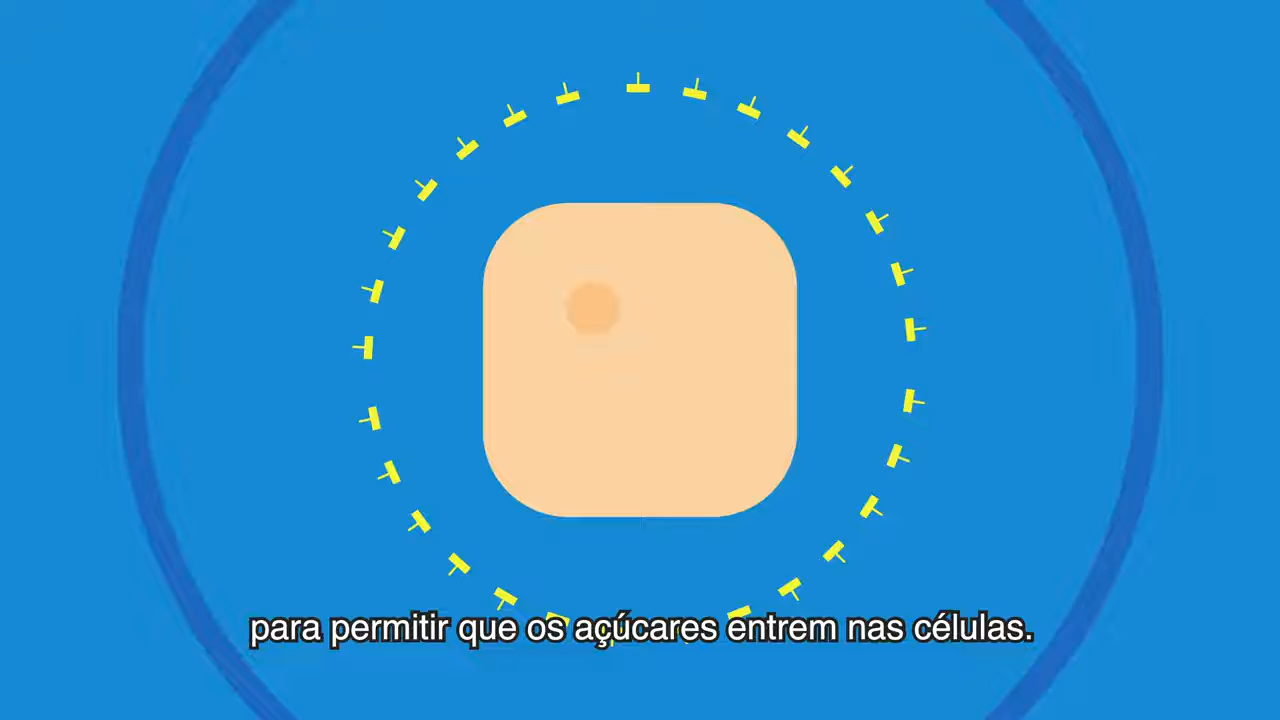 para permitir que os açúcares entrem nas células.